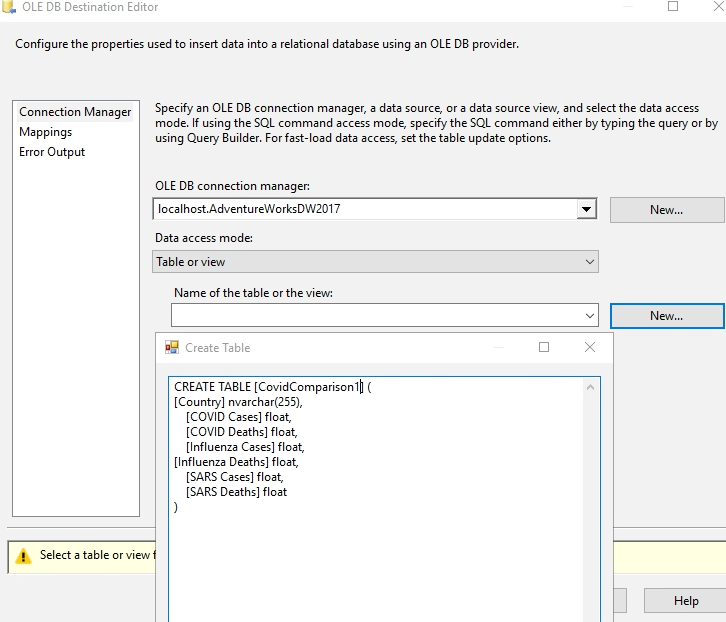 OLE DB Destination Editor
Configure the properties used to insert data into a relational database using an OLE DB provider.
Connection Manager
Mappings
Error Output
Specify an OLE DB connection manager, a data source, or a data source view, and select the data access
mode. If using the SQL command access mode, specify the SQL command either by typing the query or by
using Query Builder. For fast-load data access, set the table update options.
OLE DB connection manager:
localhost.AdventureWorksDW2017
New...
Data access mode:
Table or view
Name of the table or the view:
New...
Create Table
CREATE TABLE [CovidComparison1] (
[Country] nvarchar(255),
[COVID Cases] float,
[COVID Deaths] float,
[Influenza Cases] float,
[Influenza Deaths] float,
[SARS Cases] float,
[SARS Deaths] float
)
Select a table or view
Help